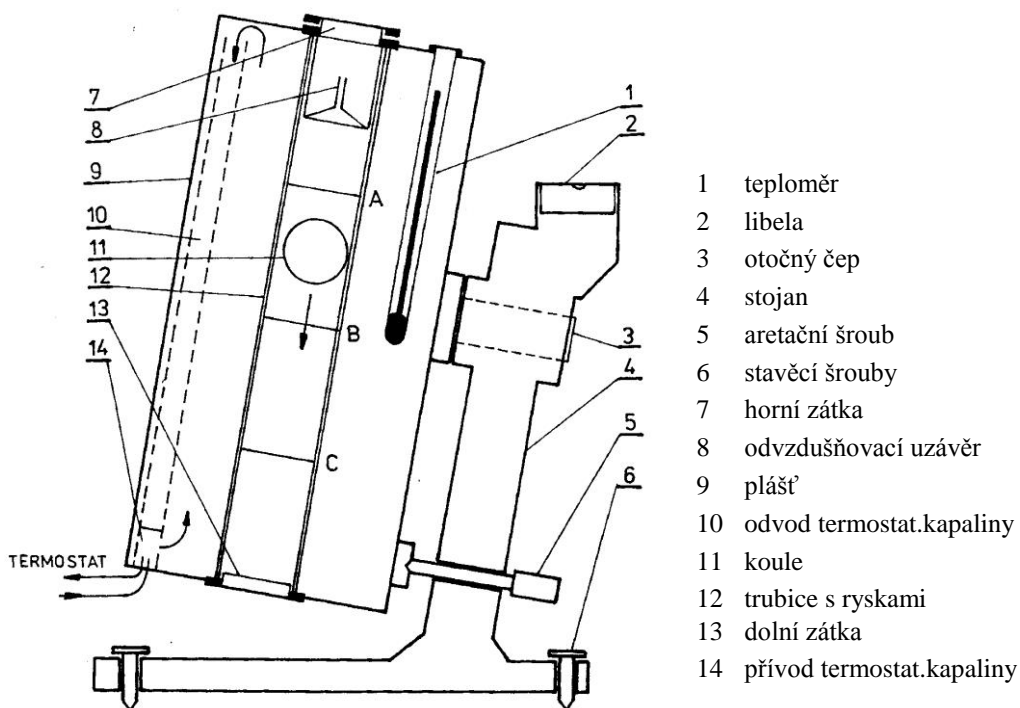 7
8
9
10
11
12
13
14
A
B
C
TERMOSTAT
1
2
3
4
5
6
1 teploměr
2 libela
3 otočný čep
4 stojan
5 aretační šroub
6 stavěcí šrouby
7 horní zátka
8 odvzdušňovací uzávěr
9 plášť
10 odvod termostat.kapaliny
11 koule
12 trubice s ryskami
13 dolní zátka
14 přívod termostat.kapaliny